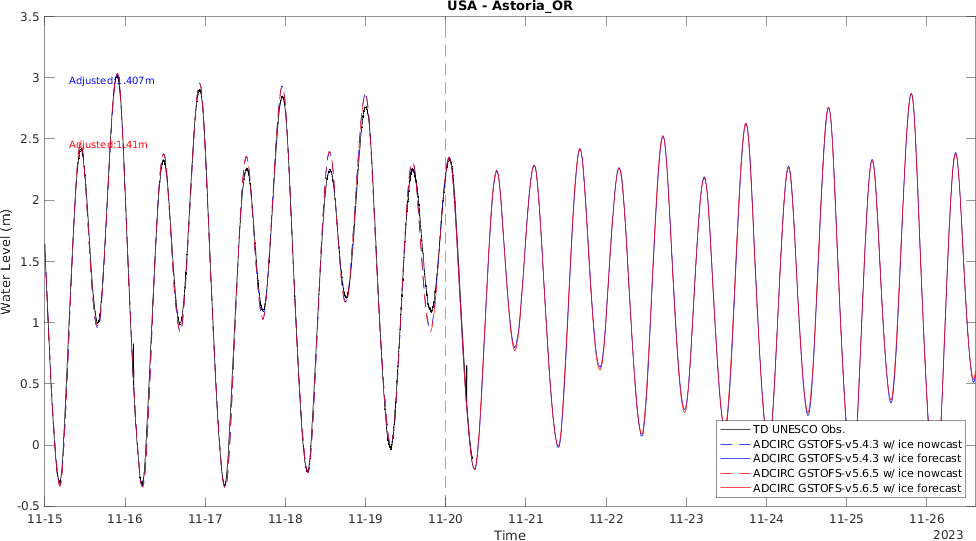 USA - Astoria_OR
3.5
3
2.5
2
1.5
1
0.5
0
-0.5
Water Level (m)
Adjusted:1.407m
Adjusted:1.41m
TD UNESCO Obs.
ADCIRC GSTOFS-v5.4.3 w/ ice nowcast
ADCIRC GSTOFS-v5.4.3 w/ ice forecast
ADCIRC GSTOFS-v5.6.5 w/ ice nowcast
ADCIRC GSTOFS-v5.6.5 w/ ice forecast
11-15 11-16 11-17 11-18 11-19 11-20 11-21 11-22 11-23 11-24 11-25 11-26
Time
2023